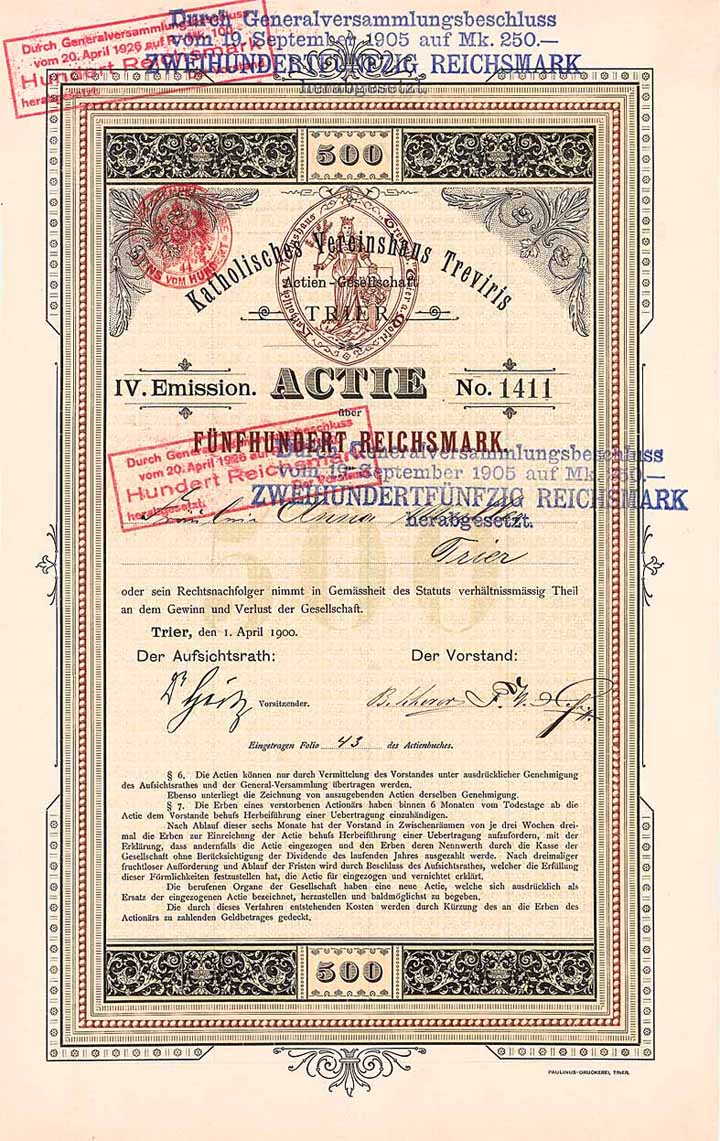 Durch Generalversammlungsbeschluss
vom 19. September 1905 auf Mk. 250.—
ZWEIHUNDERTFÜNFZIG REICHSMARK
herabgesetzt.
Durch Generalversammlungsbeschluss
vom 20. April 1926 auf R. Mk. 100.—
Hundert Reichsmark
herabgesetzt. Der Vorstand
500
VOM HUNDERT
Katholisches Vereinshaus Treviris
Actien-Gesellschaft
TRIER.
IV. Emission. ACTIE No. 1411
über
FÜNFHUNDERT REICHSMARK.
Durch Generalversammlungsbeschluss
vom 20. April 1926 auf
Hundert Reichsmark
herabgesetzt. Der Vorstand
Durch Generalversammlungsbeschluss
vom 19. September 1905 auf Mk. 250.—
ZWEIHUNDERTFÜNFZIG REICHSMARK
herabgesetzt.
Fräulein Anna
Trier
500
oder sein Rechtsnachfolger nimmt in Gemässheit des Statuts verhältnissmässig Theil
an dem Gewinn und Verlust der Gesellschaft.
Trier, den 1. April 1900.
Der Aufsichtsrath: Der Vorstand:
Vorsitzender.
Eingetragen Folio 43 des Actienbuches.
§ 6. Die Actien können nur durch Vermittelung des Vorstandes unter ausdrücklicher Genehmigung
des Aufsichtsrathes und der General-Versammlung übertragen werden.
Ebenso unterliegt die Zeichnung von auszugebenden Actien derselben Genehmigung.
§ 7. Die Erben eines verstorbenen Actionärs haben binnen 6 Monaten vom Todestage ab die
Actie dem Vorstande behufs Herbeiführung einer Uebertragung einzuhändigen.
Nach Ablauf dieser sechs Monate hat der Vorstand in Zwischenräumen von je drei Wochen drei-
mal die Erben zur Einreichung der Actie behufs Herbeiführung einer Uebertragung aufzufordern, mit der
Erklärung, dass andernfalls die Actie eingezogen und den Erben deren Nennwerth durch die Kasse der
Gesellschaft ohne Berücksichtigung der Dividende des laufenden Jahres ausgezahlt werde. Nach dreimaliger
fruchtloser Aufforderung und Ablauf der Fristen wird durch Beschluss des Aufsichtsrathes, welcher die Erfüllung
dieser Förmlichkeiten festzustellen hat, die Actie für eingezogen und vernichtet erklärt.
Die berufenen Organe der Gesellschaft haben eine neue Actie, welche sich ausdrücklich als
Ersatz der eingezogenen Actie bezeichnet, herzustellen und baldmöglichst zu begeben.
Die durch dieses Verfahren entstehenden Kosten werden durch Kürzung des an die Erben des
Actionärs zu zahlenden Geldbetrages gedeckt.
500
PAULINUS-DRUCKEREI, TRIER.